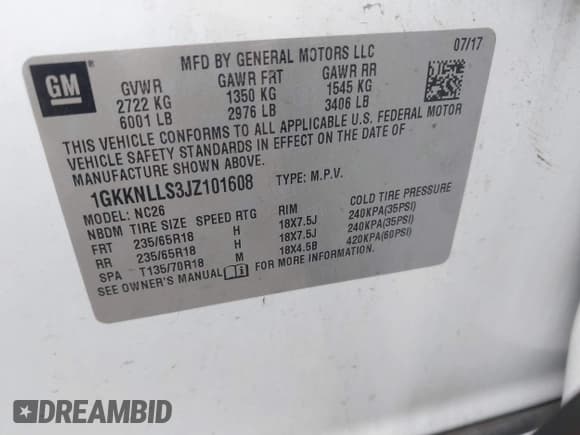 GM
MFD BY GENERAL MOTORS LLC 07/17
GVWR GAWR FRT GAWR RR
2722 KG 1350 KG 1545 KG
6001 LB 2976 LB 3406 LB
THIS VEHICLE CONFORMS TO ALL APPLICABLE U.S. FEDERAL MOTOR
VEHICLE SAFETY STANDARDS IN EFFECT ON THE DATE OF
MANUFACTURE SHOWN ABOVE.
1GKKNLLS3JZ101608 TYPE: M.P.V.
MODEL: NC26
NBDM TIRE SIZE SPEED RTG RIM COLD TIRE PRESSURE
FRT 235/65R18 H 18X7.5J 240KPA(35PSI)
RR 235/65R18 H 18X7.5J 240KPA(35PSI)
SPA T135/70R18 M 18X4.5B 420KPA(60PSI)
SEE OWNER'S MANUAL FOR MORE INFORMATION.
DREAMBID